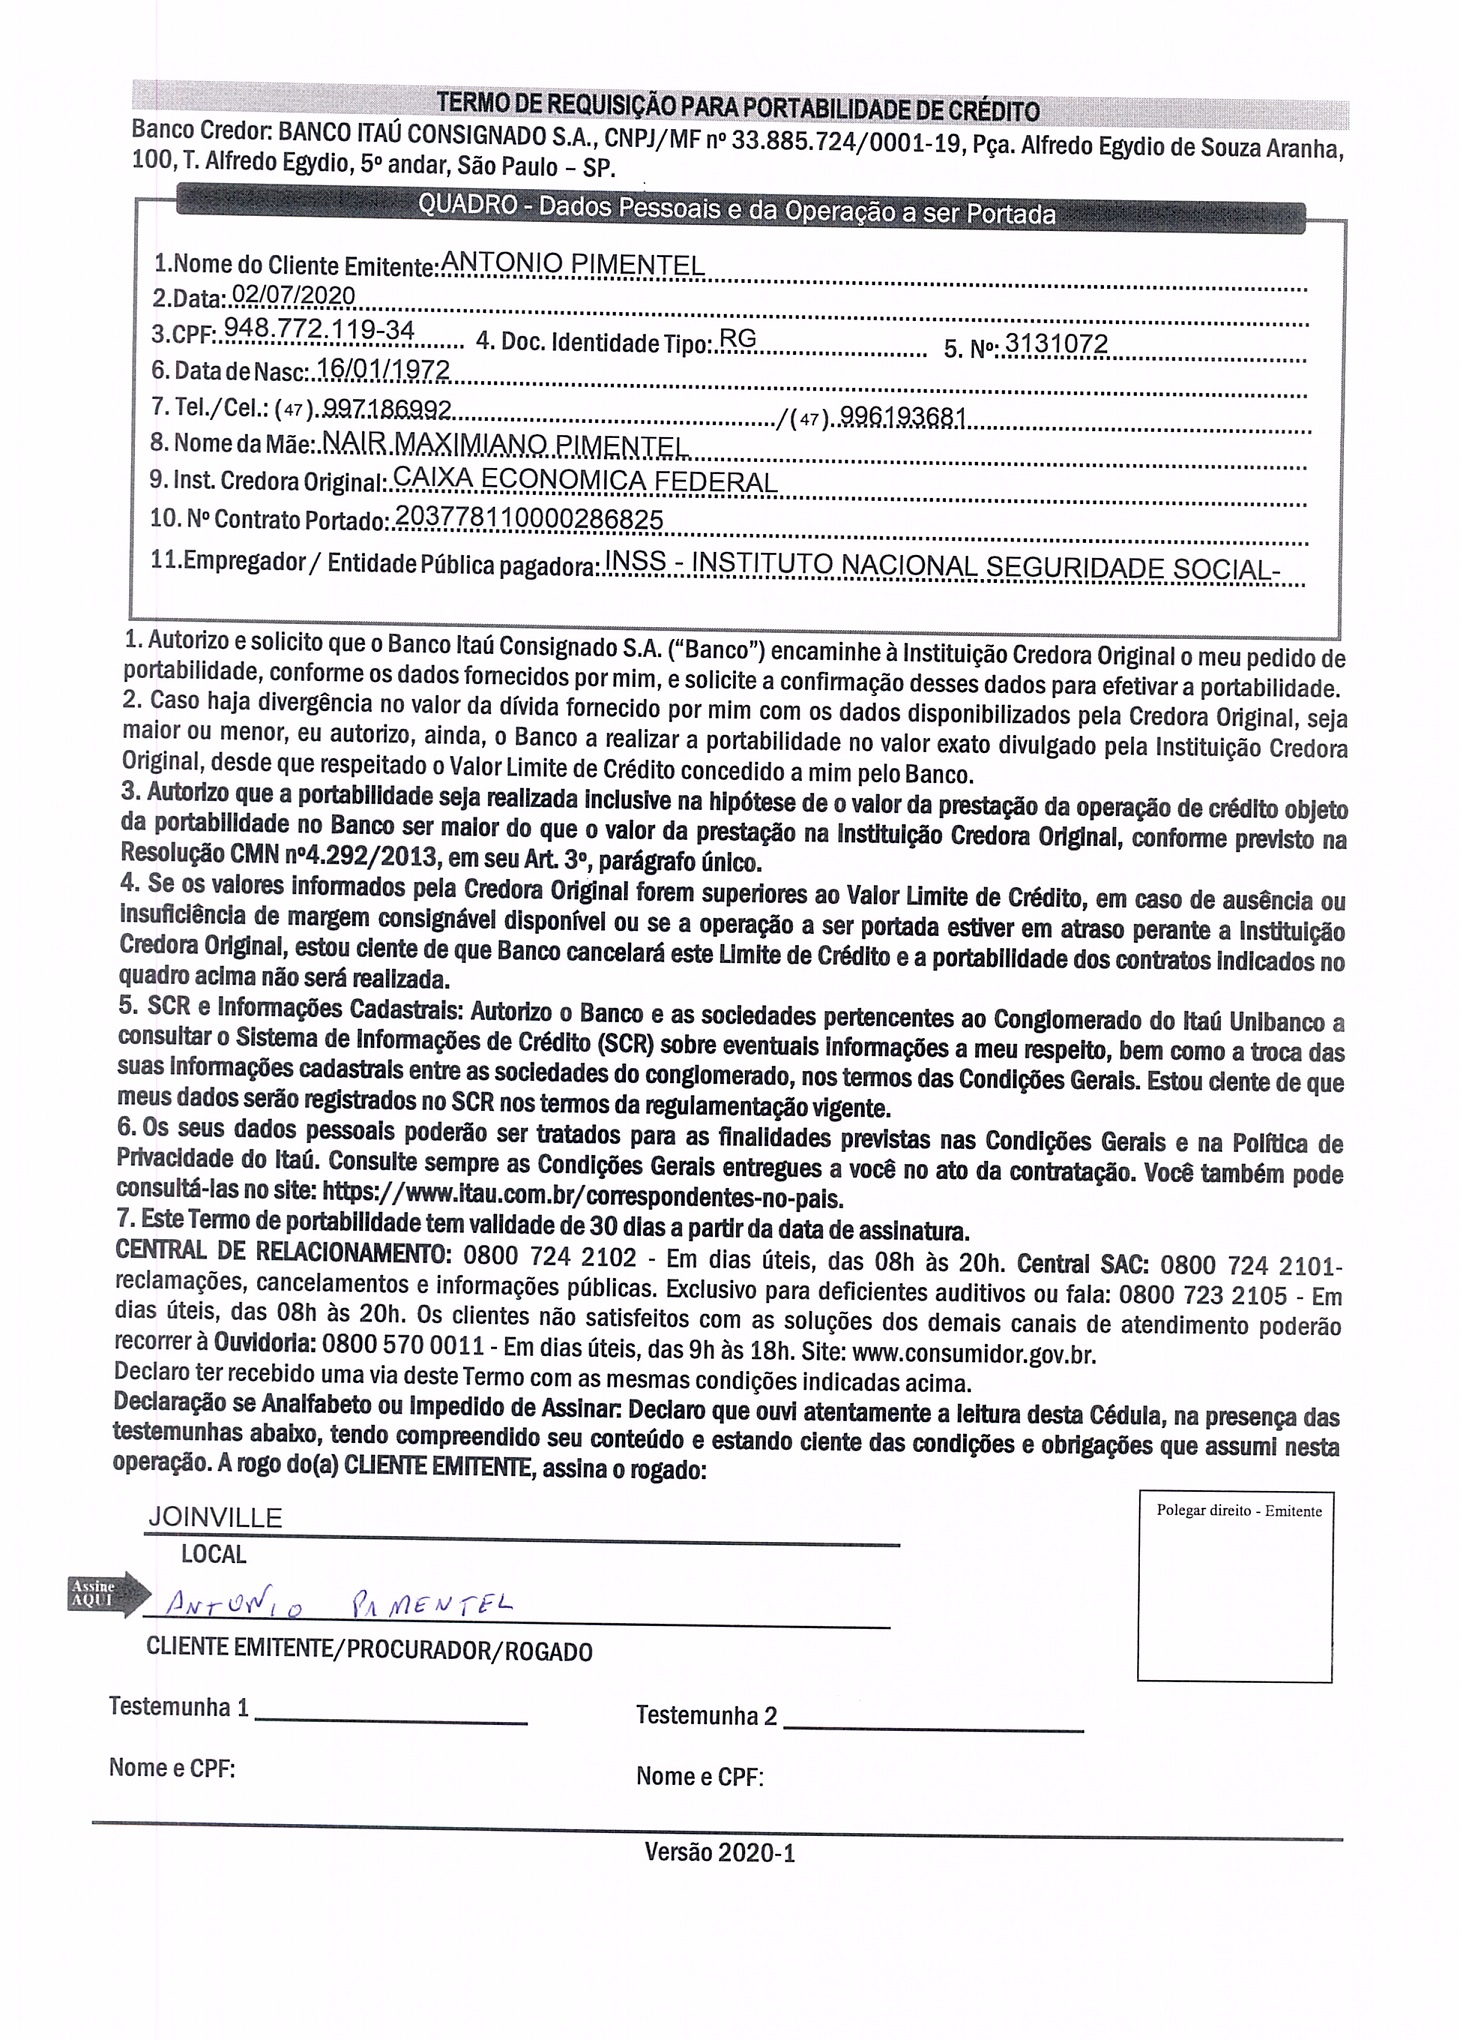 TERMO DE REQUISIÇÃO PARA PORTABILIDADE DE CRÉDITO
Banco Credor: BANCO ITAÚ CONSIGNADO S.A., CNPJ/MF nº 33.885.724/0001-19, Pça. Alfredo Egydio de Souza Aranha,
100, T. Alfredo Egydio, 5º andar, São Paulo – SP.
QUADRO - Dados Pessoais e da Operação a ser Portada
1.Nome do Cliente Emitente: ANTONIO PIMENTEL
2.Data: 02/07/2020
3.CPF: 948.772.119-34 4. Doc. Identidade Tipo: RG 5. Nº: 3131072
6. Data de Nasc: 16/01/1972
7. Tel./Cel.: (47) 997186992 /(47) 996193681
8. Nome da Mãe: NAIR MAXIMIANO PIMENTEL
9. Inst. Credora Original: CAIXA ECONOMICA FEDERAL
10. Nº Contrato Portado: 203778110000286825
11.Empregador / Entidade Pública pagadora: INSS - INSTITUTO NACIONAL SEGURIDADE SOCIAL-
1. Autorizo e solicito que o Banco Itaú Consignado S.A. (“Banco”) encaminhe à Instituição Credora Original o meu pedido de
portabilidade, conforme os dados fornecidos por mim, e solicite a confirmação desses dados para efetivar a portabilidade.
2. Caso haja divergência no valor da dívida fornecido por mim com os dados disponibilizados pela Credora Original, seja
maior ou menor, eu autorizo, ainda, o Banco a realizar a portabilidade no valor exato divulgado pela Instituição Credora
Original, desde que respeitado o Valor Limite de Crédito concedido a mim pelo Banco.
3. Autorizo que a portabilidade seja realizada inclusive na hipótese de o valor da prestação da operação de crédito objeto
da portabilidade no Banco ser maior do que o valor da prestação na Instituição Credora Original, conforme previsto na
Resolução CMN nº4.292/2013, em seu Art. 3º, parágrafo único.
4. Se os valores informados pela Credora Original forem superiores ao Valor Limite de Crédito, em caso de ausência ou
insuficiência de margem consignável disponível ou se a operação a ser portada estiver em atraso perante a Instituição
Credora Original, estou ciente de que Banco cancelará este Limite de Crédito e a portabilidade dos contratos indicados no
quadro acima não será realizada.
5. SCR e Informações Cadastrais: Autorizo o Banco e as sociedades pertencentes ao Conglomerado do Itaú Unibanco a
consultar o Sistema de Informações de Crédito (SCR) sobre eventuais informações a meu respeito, bem como a troca das
suas informações cadastrais entre as sociedades do conglomerado, nos termos das Condições Gerais. Estou ciente de que
meus dados serão registrados no SCR nos termos da regulamentação vigente.
6. Os seus dados pessoais poderão ser tratados para as finalidades previstas nas Condições Gerais e na Política de
Privacidade do Itaú. Consulte sempre as Condições Gerais entregues a você no ato da contratação. Você também pode
consultá-las no site: https://www.itau.com.br/correspondentes-no-pais.
7. Este Termo de portabilidade tem validade de 30 dias a partir da data de assinatura.
CENTRAL DE RELACIONAMENTO: 0800 724 2102 - Em dias úteis, das 08h às 20h. Central SAC: 0800 724 2101-
reclamações, cancelamentos e informações públicas. Exclusivo para deficientes auditivos ou fala: 0800 723 2105 - Em
dias úteis, das 08h às 20h. Os clientes não satisfeitos com as soluções dos demais canais de atendimento poderão
recorrer à Ouvidoria: 0800 570 0011 - Em dias úteis, das 9h às 18h. Site: www.consumidor.gov.br.
Declaro ter recebido uma via deste Termo com as mesmas condições indicadas acima.
Declaração se Analfabeto ou Impedido de Assinar: Declaro que ouvi atentamente a leitura desta Cédula, na presença das
testemunhas abaixo, tendo compreendido seu conteúdo e estando ciente das condições e obrigações que assumi nesta
operação. A rogo do(a) CLIENTE EMITENTE, assina o rogado:
Polegar direito - Emitente
JOINVILLE
LOCAL
Assine
AQUI
ANTONIO PIMENTEL
CLIENTE EMITENTE/PROCURADOR/ROGADO
Testemunha 1 Testemunha 2
Nome e CPF: Nome e CPF:
Versão 2020-1